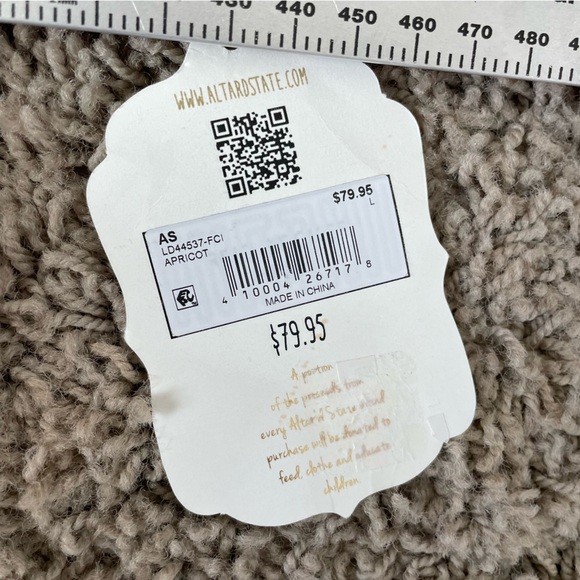 430 440 450 460 470 480 4
WWW.ALTARDSTATE.COM
$79.95
L
AS
LD44537-FCI
APRICOT
4 10004 26717 8
MADE IN CHINA
$79.95
A portion
of the proceeds from
every Altar'd State brand
purchase will be donated to
feed, clothe and educate
children.